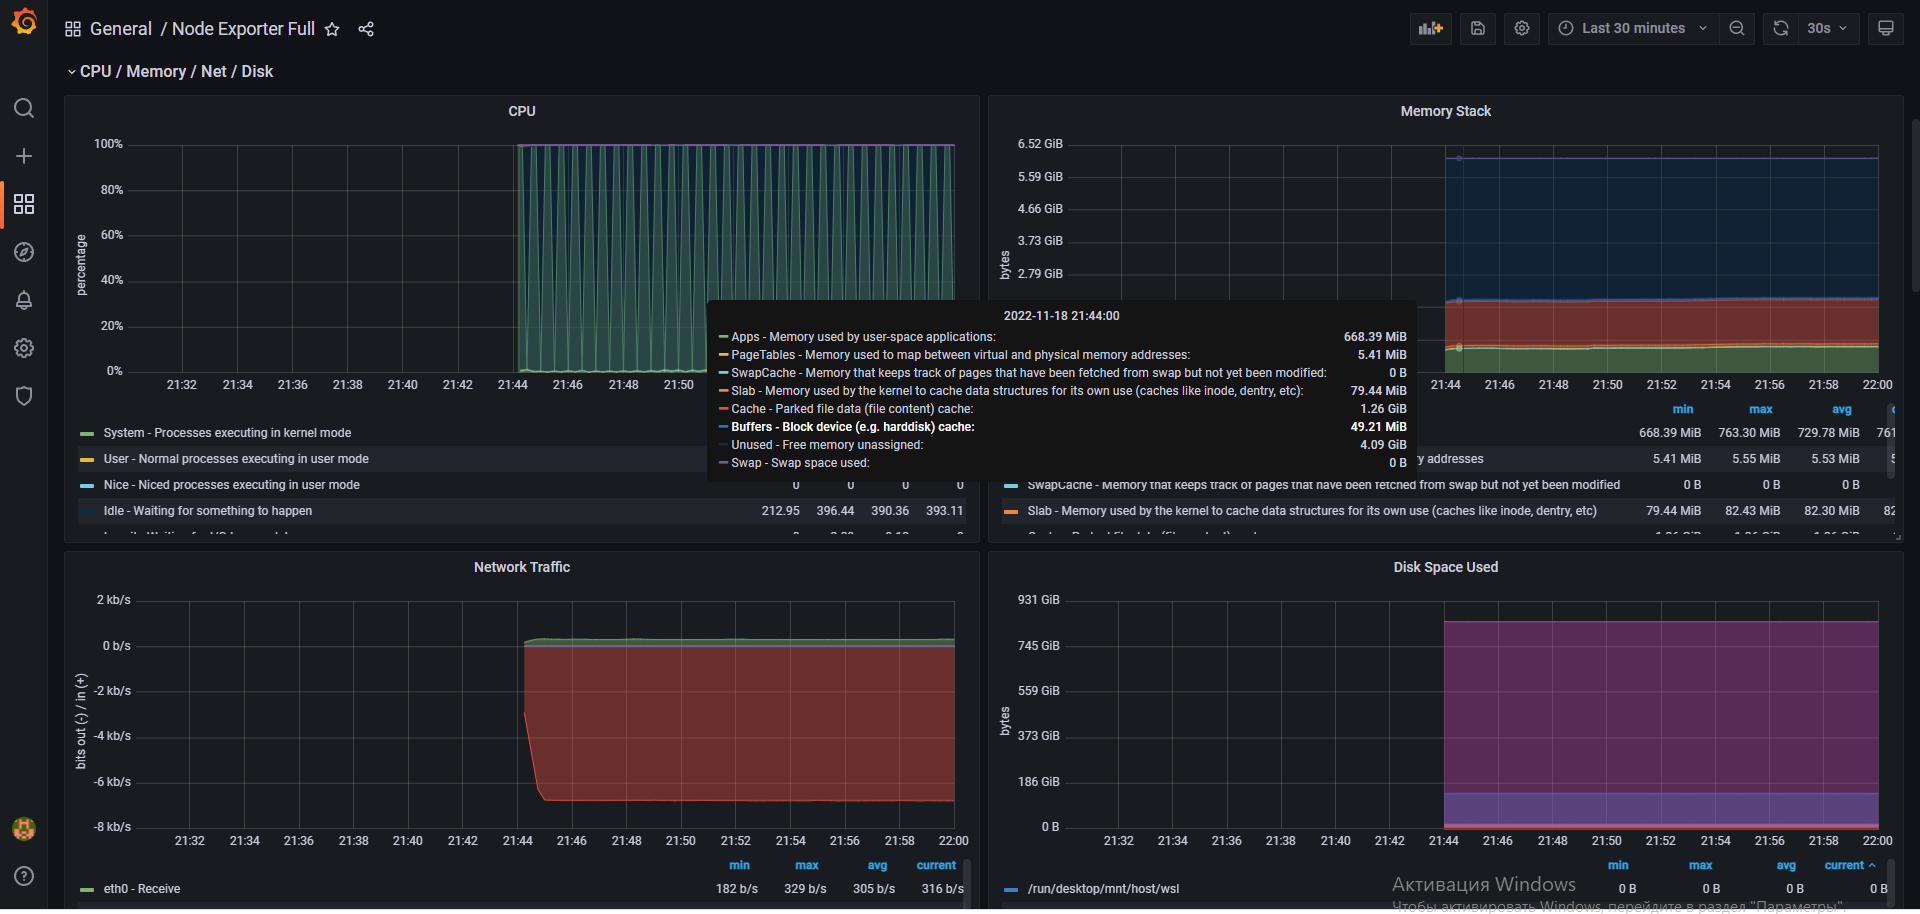 General / Node Exporter Full
Last 30 minutes
30s
CPU / Memory / Net / Disk
CPU
100%
80%
60%
40%
20%
0%
percentage
21:32 21:34 21:36 21:38 21:40 21:42 21:44 21:46 21:48 21:50
System - Processes executing in kernel mode
User - Normal processes executing in user mode
Nice - Niced processes executing in user mode 0 0 0 0
Idle - Waiting for something to happen 212.95 396.44 390.36 393.11
Memory Stack
6.52 GiB
5.59 GiB
4.66 GiB
3.73 GiB
2.79 GiB
bytes
21:44 21:46 21:48 21:50 21:52 21:54 21:56 21:58 22:00
min max avg c
668.39 MiB 763.30 MiB 729.78 MiB 761
y addresses 5.41 MiB 5.55 MiB 5.53 MiB 5
SwapCache - Memory that keeps track of pages that have been fetched from swap but not yet been modified 0 B 0 B 0 B
Slab - Memory used by the kernel to cache data structures for its own use (caches like inode, dentry, etc) 79.44 MiB 82.43 MiB 82.30 MiB 82
2022-11-18 21:44:00
Apps - Memory used by user-space applications: 668.39 MiB
PageTables - Memory used to map between virtual and physical memory addresses: 5.41 MiB
SwapCache - Memory that keeps track of pages that have been fetched from swap but not yet been modified: 0 B
Slab - Memory used by the kernel to cache data structures for its own use (caches like inode, dentry, etc): 79.44 MiB
Cache - Parked file data (file content) cache: 1.26 GiB
Buffers - Block device (e.g. harddisk) cache: 49.21 MiB
Unused - Free memory unassigned: 4.09 GiB
Swap - Swap space used: 0 B
Network Traffic
2 kb/s
0 b/s
-2 kb/s
-4 kb/s
-6 kb/s
-8 kb/s
bits out (-) / in (+)
21:32 21:34 21:36 21:38 21:40 21:42 21:44 21:46 21:48 21:50 21:52 21:54 21:56 21:58 22:00
min max avg current
eth0 - Receive 182 b/s 329 b/s 305 b/s 316 b/s
Disk Space Used
931 GiB
745 GiB
559 GiB
373 GiB
186 GiB
0 B
bytes
21:32 21:34 21:36 21:38 21:40 21:42 21:44 21:46 21:48 21:50 21:52 21:54 21:56 21:58 22:00
min max avg current
/run/desktop/mnt/host/wsl 0 B 0 B 0 B 0 B
Активация Windows
Чтобы активировать Windows, перейдите в раздел "Параметры".